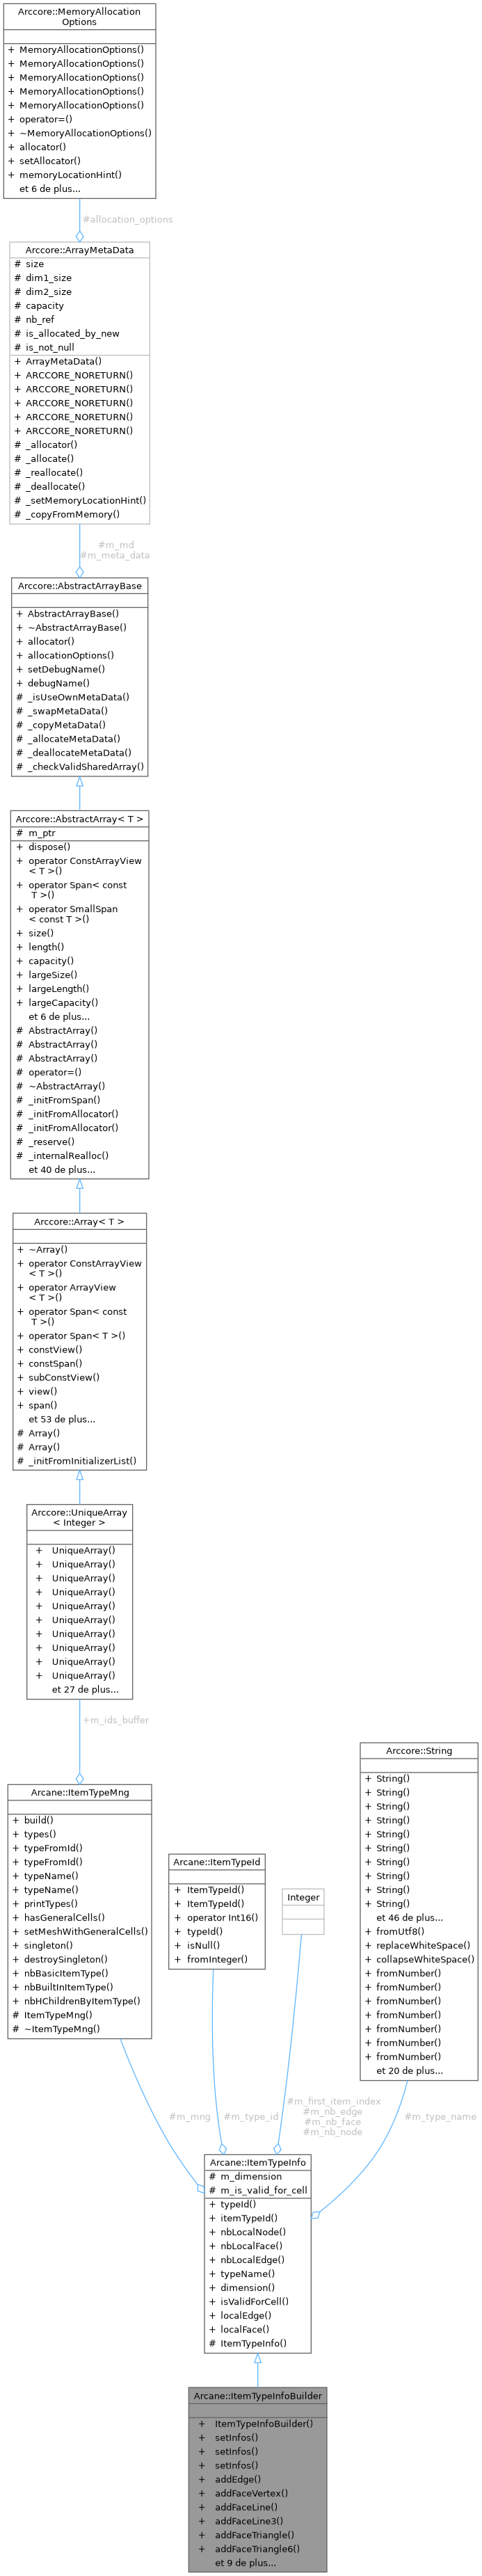 Arccore::MemoryAllocation
Options
+ MemoryAllocationOptions()
+ MemoryAllocationOptions()
+ MemoryAllocationOptions()
+ MemoryAllocationOptions()
+ MemoryAllocationOptions()
+ operator=()
+ ~MemoryAllocationOptions()
+ allocator()
+ setAllocator()
+ memoryLocationHint()
et 6 de plus...
#allocation_options
Arccore::ArrayMetaData
# size
# dim1_size
# dim2_size
# capacity
# nb_ref
# is_allocated_by_new
# is_not_null
+ ArrayMetaData()
+ ARCCORE_NORETURN()
+ ARCCORE_NORETURN()
+ ARCCORE_NORETURN()
+ ARCCORE_NORETURN()
+ ARCCORE_NORETURN()
# _allocator()
# _allocate()
# _reallocate()
# _deallocate()
# _setMemoryLocationHint()
# _copyFromMemory()
#m_md
#m_meta_data
Arccore::AbstractArrayBase
+ AbstractArrayBase()
+ ~AbstractArrayBase()
+ allocator()
+ allocationOptions()
+ setDebugName()
+ debugName()
# _isUseOwnMetaData()
# _swapMetaData()
# _copyMetaData()
# _allocateMetaData()
# _deallocateMetaData()
# _checkValidSharedArray()
Arccore::AbstractArray< T >
# m_ptr
+ dispose()
+ operator ConstArrayView
< T >()
+ operator Span< const
T >()
+ operator SmallSpan
< const T >()
+ size()
+ length()
+ capacity()
+ largeSize()
+ largeLength()
+ largeCapacity()
et 6 de plus...
# AbstractArray()
# AbstractArray()
# AbstractArray()
# operator=()
# ~AbstractArray()
# _initFromSpan()
# _initFromAllocator()
# _initFromAllocator()
# _reserve()
# _internalRealloc()
et 40 de plus...
Arccore::Array< T >
+ ~Array()
+ operator ConstArrayView
< T >()
+ operator ArrayView
< T >()
+ operator Span< const
T >()
+ operator Span< T >()
+ constView()
+ constSpan()
+ subConstView()
+ view()
+ span()
et 53 de plus...
# Array()
# Array()
# _initFromInitializerList()
Arccore::UniqueArray
< Integer >
+ UniqueArray()
+ UniqueArray()
+ UniqueArray()
+ UniqueArray()
+ UniqueArray()
+ UniqueArray()
+ UniqueArray()
+ UniqueArray()
+ UniqueArray()
+ UniqueArray()
et 27 de plus...
+m_ids_buffer
Arcane::ItemTypeMng
+ build()
+ types()
+ typeFromId()
+ typeFromId()
+ typeName()
+ typeName()
+ printTypes()
+ hasGeneralCells()
+ setMeshWithGeneralCells()
+ singleton()
+ destroySingleton()
+ nbBasicItemType()
+ nbBuiltInItemType()
+ nbHChildrenByItemType()
# ItemTypeMng()
# ~ItemTypeMng()
Arcane::ItemTypeId
+ ItemTypeId()
+ ItemTypeId()
+ operator Int16()
+ typeId()
+ isNull()
+ fromInteger()
Integer
Arccore::String
+ String()
+ String()
+ String()
+ String()
+ String()
+ String()
+ String()
+ String()
+ String()
+ String()
et 46 de plus...
+ fromUtf8()
+ replaceWhiteSpace()
+ collapseWhiteSpace()
+ fromNumber()
+ fromNumber()
+ fromNumber()
+ fromNumber()
+ fromNumber()
+ fromNumber()
+ fromNumber()
et 20 de plus...
#m_mng
#m_type_id
#m_first_item_index
#m_nb_edge
#m_nb_face
#m_nb_node
#m_type_name
Arcane::ItemTypeInfo
# m_dimension
# m_is_valid_for_cell
+ typeId()
+ itemTypeId()
+ nbLocalNode()
+ nbLocalFace()
+ nbLocalEdge()
+ typeName()
+ dimension()
+ isValidForCell()
+ localEdge()
+ localFace()
# ItemTypeInfo()
Arcane::ItemTypeInfoBuilder
+ ItemTypeInfoBuilder()
+ setInfos()
+ setInfos()
+ setInfos()
+ addEdge()
+ addFaceVertex()
+ addFaceLine()
+ addFaceLine3()
+ addFaceTriangle()
+ addFaceTriangle6()
et 9 de plus...